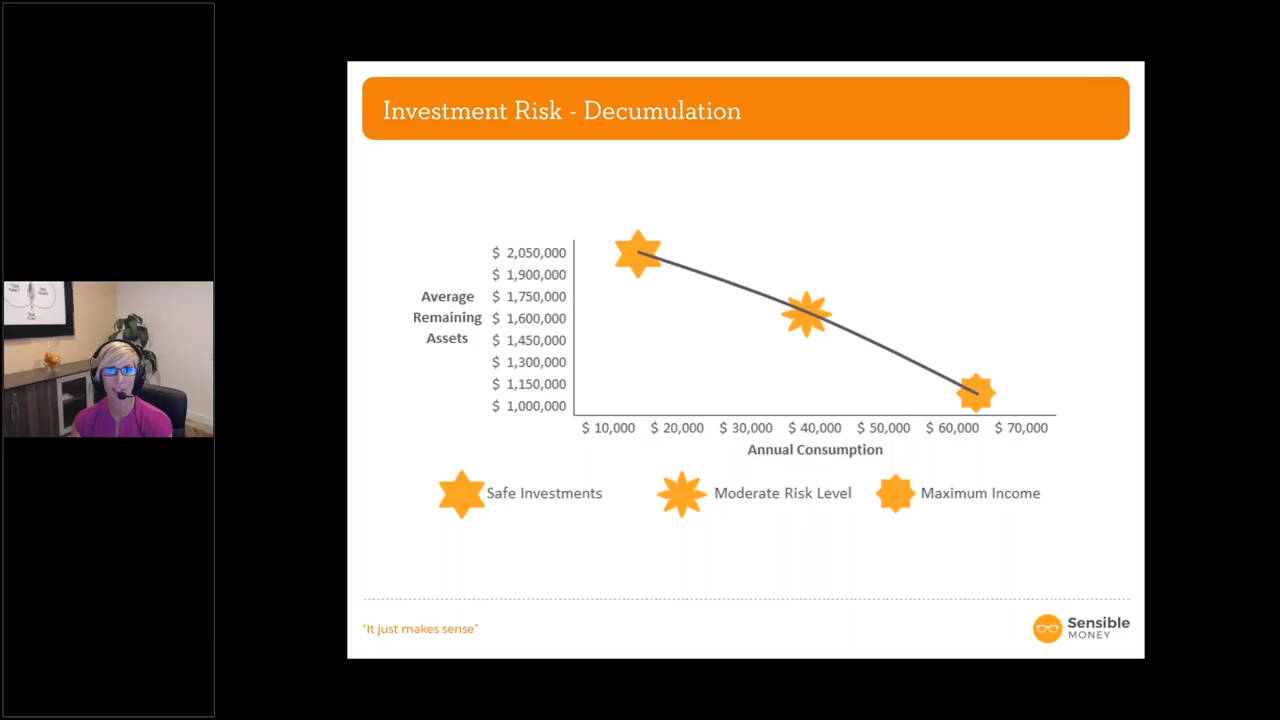 Investment Risk - Decumulation
Average
Remaining
Assets
$ 2,050,000
$ 1,900,000
$ 1,750,000
$ 1,600,000
$ 1,450,000
$ 1,300,000
$ 1,150,000
$ 1,000,000
$ 10,000 $ 20,000 $ 30,000 $ 40,000 $ 50,000 $ 60,000 $ 70,000
Annual Consumption
Safe Investments Moderate Risk Level Maximum Income
"It just makes sense"
Sensible
MONEY